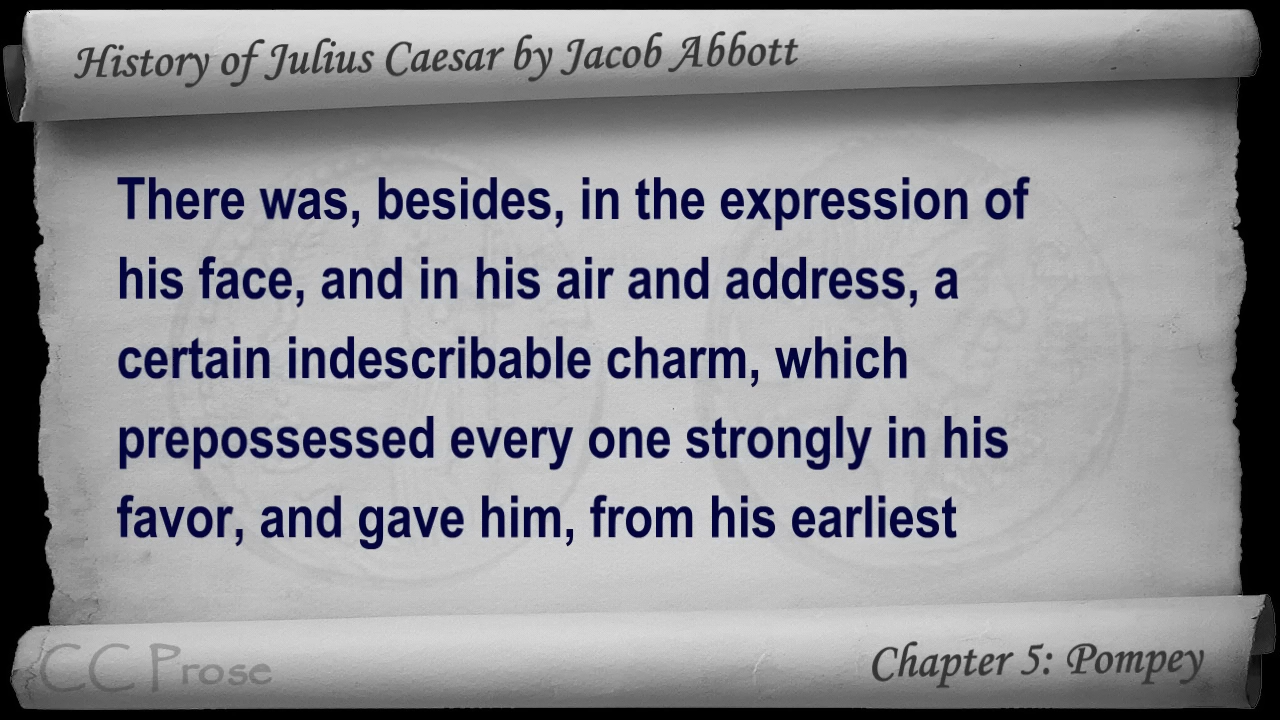 History of Julius Caesar by Jacob Abbott
There was, besides, in the expression of
his face, and in his air and address, a
certain indescribable charm, which
prepossessed every one strongly in his
favor, and gave him, from his earliest
CC Prose
Chapter 5: Pompey